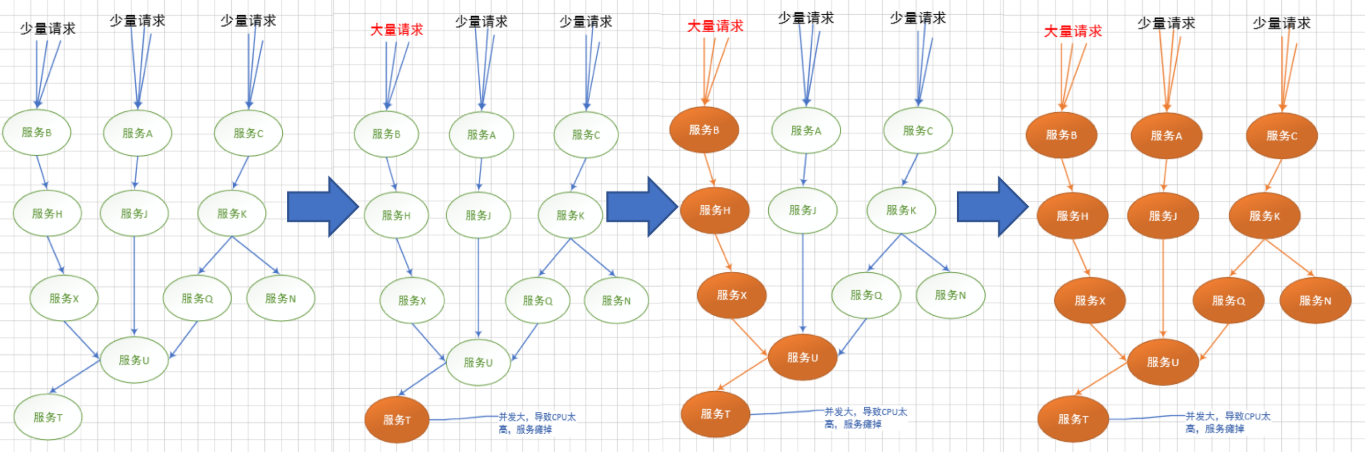 少量请求
少量请求
少量请求
服务B
服务A
服务C
服务H
服务J
服务K
服务X
服务Q
服务N
服务U
服务T
大量请求
少量请求
少量请求
服务B
服务A
服务C
服务H
服务J
服务K
服务X
服务Q
服务N
服务U
服务T
并发大，导致CPU太
高，服务瘫掉
大量请求
少量请求
少量请求
服务B
服务A
服务C
服务H
服务J
服务K
服务X
服务Q
服务N
服务U
服务T
并发大，导致CPU太
高，服务瘫掉
大量请求
少量请求
少量请求
服务B
服务A
服务C
服务H
服务J
服务K
服务X
服务Q
服务N
服务U
服务T
并发大，导致CPU太
高，服务瘫掉